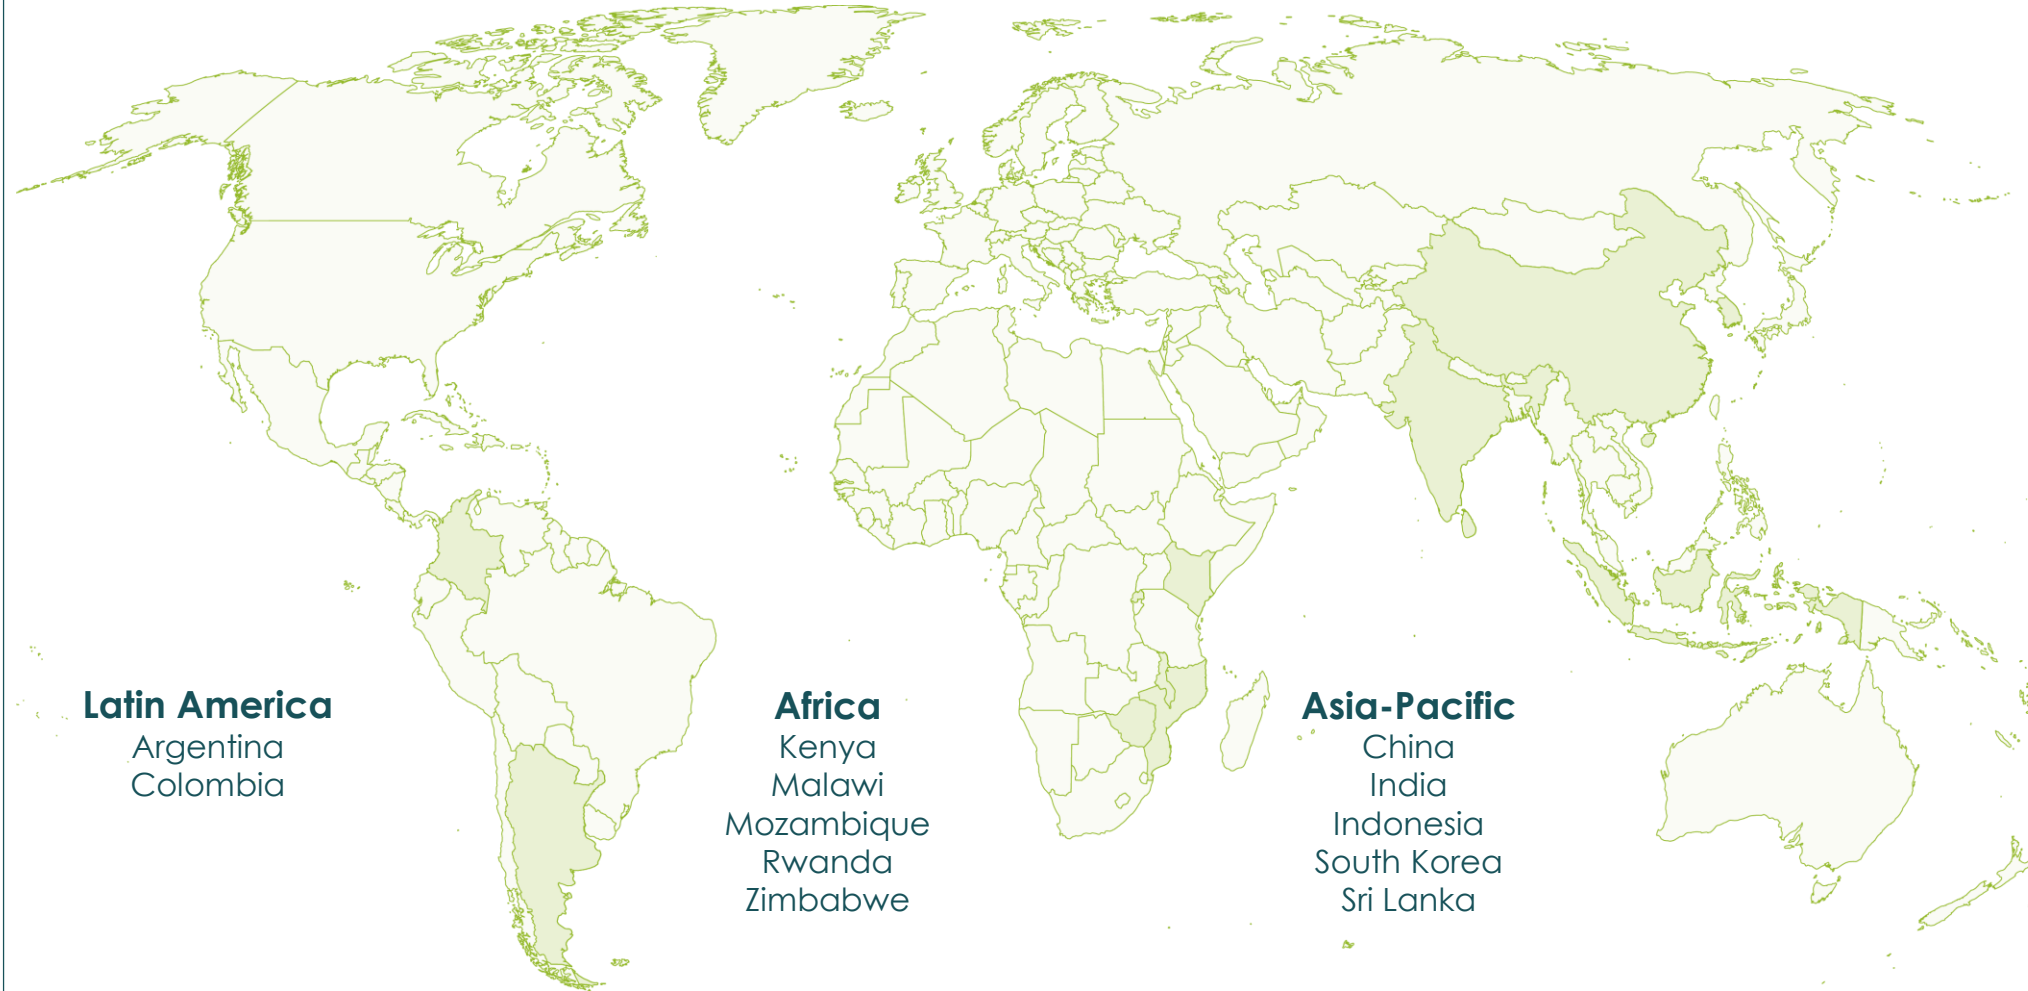 Latin America
Argentina
Colombia
Africa
Kenya
Malawi
Mozambique
Rwanda
Zimbabwe
Asia-Pacific
China
India
Indonesia
South Korea
Sri Lanka